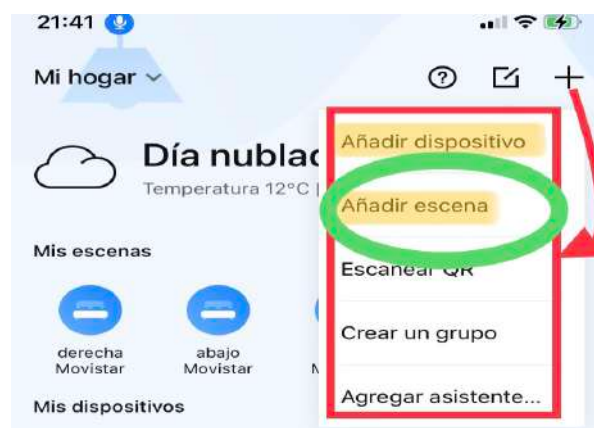 21:41
Mi hogar
Día nublad
Temperatura 12°C |
Mis escenas
derecha
Movistar
abajo
Movistar
Mis dispositivos
Añadir dispositivo
Añadir escena
Escanear QR
Crear un grupo
Agregar asistente...